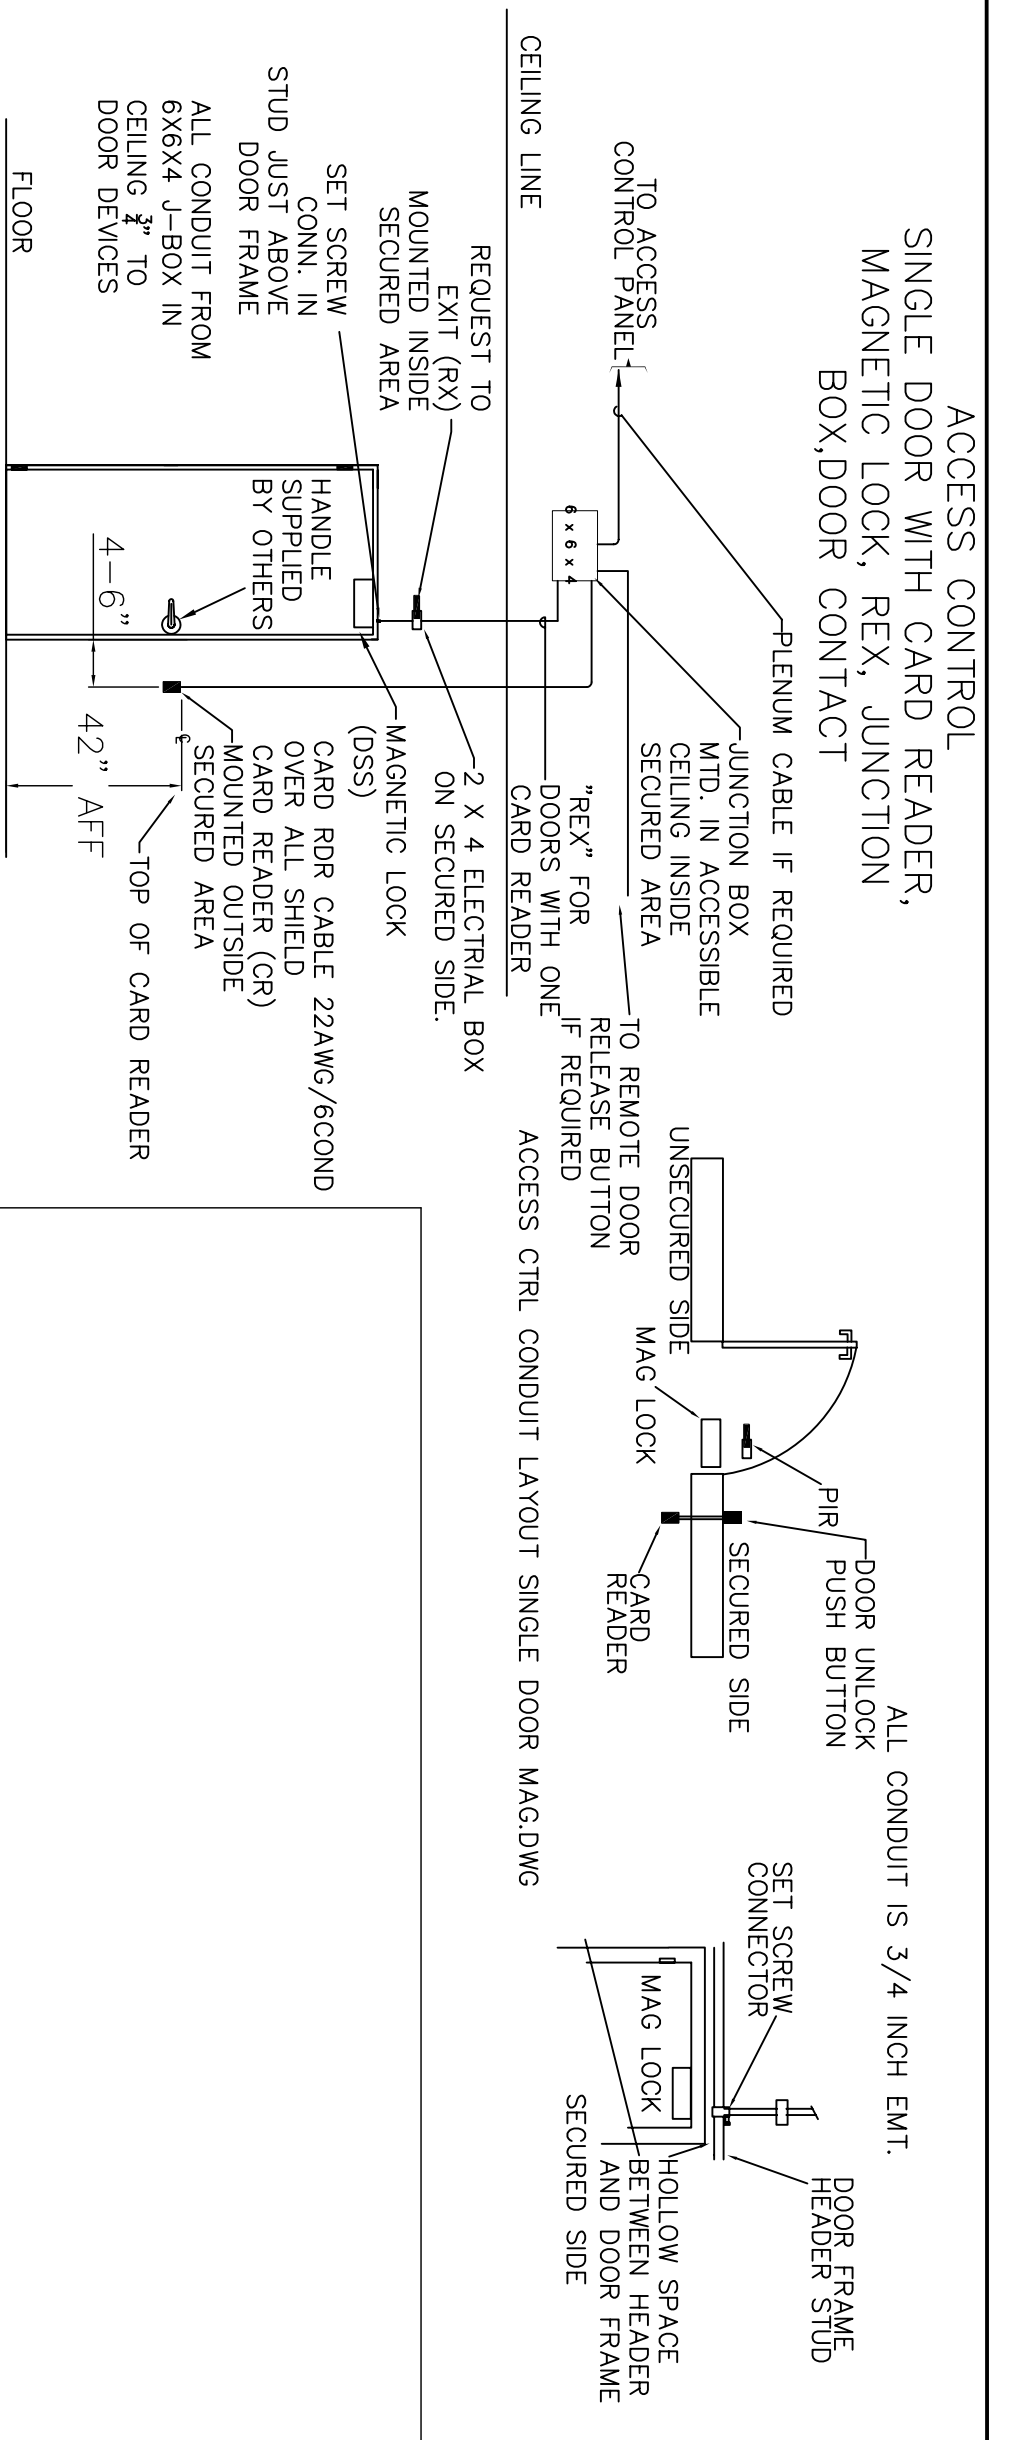 ACCESS CONTROL
SINGLE DOOR WITH CARD READER,
MAGNETIC LOCK, REX, JUNCTION
BOX,DOOR CONTACT
PLENUM CABLE IF REQUIRED
TO ACCESS
CONTROL PANEL
JUNCTION BOX
MTD. IN ACCESSIBLE
CEILING INSIDE
SECURED AREA
6 x 6 x 4
CEILING LINE
"REX" FOR
DOORS WITH ONE
CARD READER
TO REMOTE DOOR
RELEASE BUTTON
IF REQUIRED
REQUEST TO
EXIT (RX)
MOUNTED INSIDE
SECURED AREA
2 X 4 ELECTRIAL BOX
ON SECURED SIDE.
SET SCREW
CONN. IN
STUD JUST ABOVE
DOOR FRAME
MAGNETIC LOCK
(DSS)
ALL CONDUIT FROM
6X6X4 J-BOX IN
CEILING 3/4" TO
DOOR DEVICES
HANDLE
SUPPLIED
BY OTHERS
CARD RDR CABLE 22AWG/6COND
OVER ALL SHIELD
CARD READER (CR)
MOUNTED OUTSIDE
SECURED AREA
4-6"
℄
42" AFF
TOP OF CARD READER
FLOOR
UNSECURED SIDE
MAG LOCK
PIR
DOOR UNLOCK
PUSH BUTTON
SECURED SIDE
CARD
READER
ACCESS CTRL CONDUIT LAYOUT SINGLE DOOR MAG.DWG
ALL CONDUIT IS 3/4 INCH EMT.
SET SCREW
CONNECTOR
DOOR FRAME
HEADER STUD
MAG LOCK
HOLLOW SPACE
BETWEEN HEADER
AND DOOR FRAME
SECURED SIDE